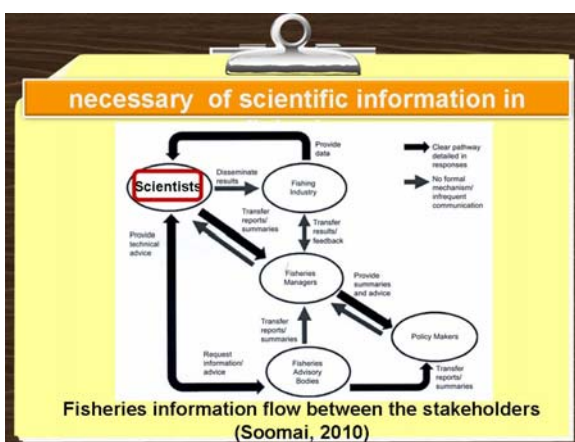 necessary of scientific information in
Provide
data
Clear pathway
detailed in
responses
Scientists
Disseminate
results
Fishing
Industry
No formal
mechanism/
infrequent
communication
Transfer
reports/
summaries
Transfer
results/
feedback
Provide
technical
advice
Fisheries
Managers
Provide
summaries
and advice
Transfer
reports/
summaries
Policy Makers
Request
information/
advice
Fisheries
Advisory
Bodies
Transfer
reports/
summaries
Fisheries information flow between the stakeholders
(Soomai, 2010)